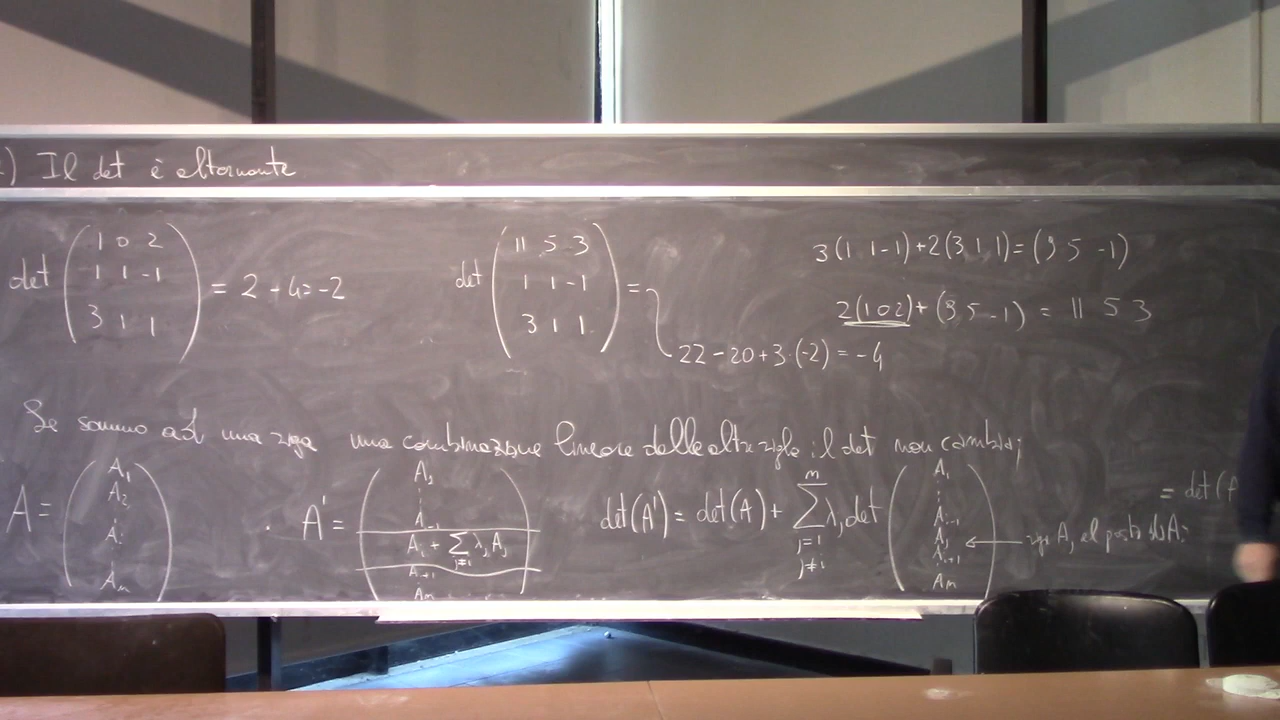 ) Il det è alternante
det ( 1 0 2 / 1 1 -1 / 3 1 1 ) = 2 - 4 = -2
det ( 11 5 3 / 1 1 -1 / 3 1 1 ) =
22 - 20 + 3·(-2) = -4
3(1 1 -1) + 2(3 1 1) = (9 5 -1)
2(1 0 2) + (9 5 -1) = 11 5 3
Se sommo ad una riga una combinazione lineare delle altre righe il det non cambia;
A = ( A₁ / A₂ / Aᵢ / Aₙ )
A' = ( A₁ / ⋮ / Aᵢ₋₁ / Aᵢ + ∑_{j≠i} λⱼ Aⱼ / Aᵢ₊₁ / Aₙ )
det(A') = det(A) + ∑_{j=1, j≠i}^{n} λⱼ det ( A₁ / ⋮ / Aᵢ₋₁ / Aⱼ / Aᵢ₊₁ / Aₙ )
← riga Aⱼ al posto di Aᵢ
= det(A